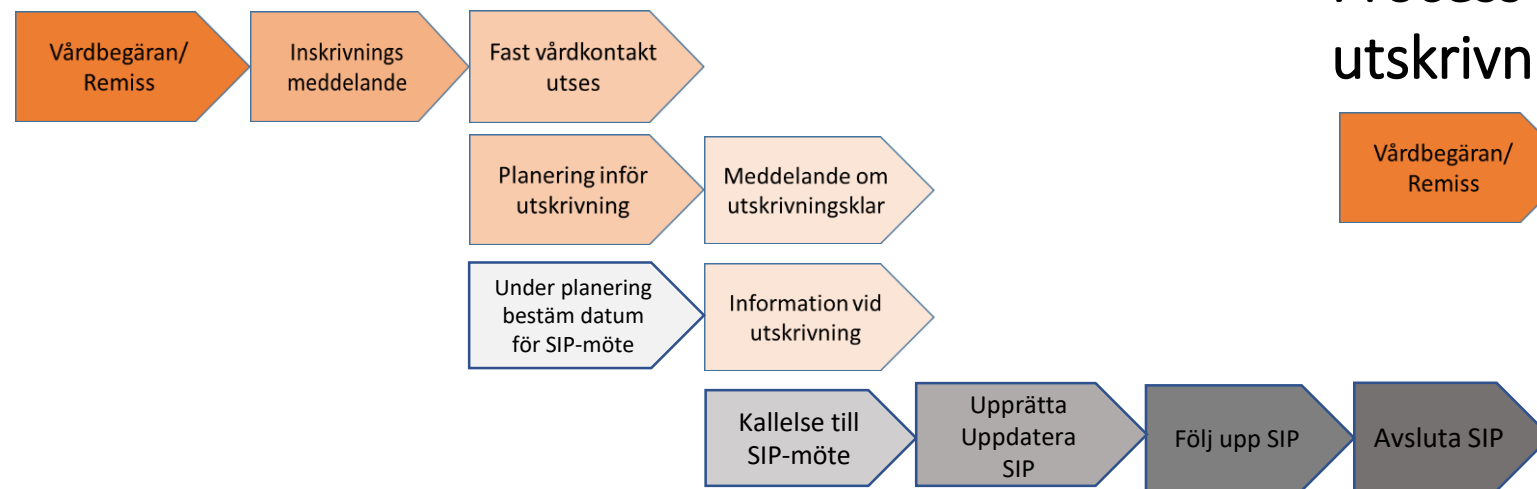 Vårdbegäran/
Remiss
Inskrivnings
meddelande
Fast vårdkontakt
utses
Planering inför
utskrivning
Meddelande om
utskrivningsklar
Under planering
bestäm datum
för SIP-möte
Information vid
utskrivning
Kallelse till
SIP-möte
Upprätta
Uppdatera
SIP
Följ upp SIP
Avsluta SIP
Process
utskrivn
Vårdbegäran/
Remiss